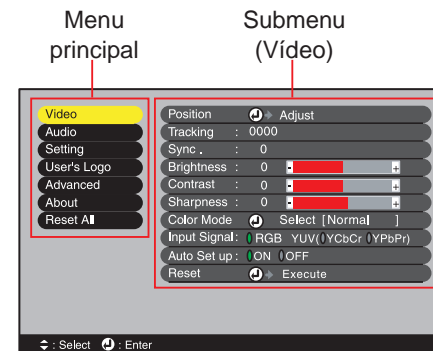 Menu principal
Submenu (Vídeo)
Video
Audio
Setting
User's Logo
Advanced
About
Reset All
Position Adjust
Tracking : 0000
Sync . : 0
Brightness : 0 - +
Contrast : 0 - +
Sharpness : 0 - +
Color Mode Select [Normal ]
Input Signal : RGB YUV( YCbCr YPbPr)
Auto Set up : ON OFF
Reset Execute
: Select : Enter